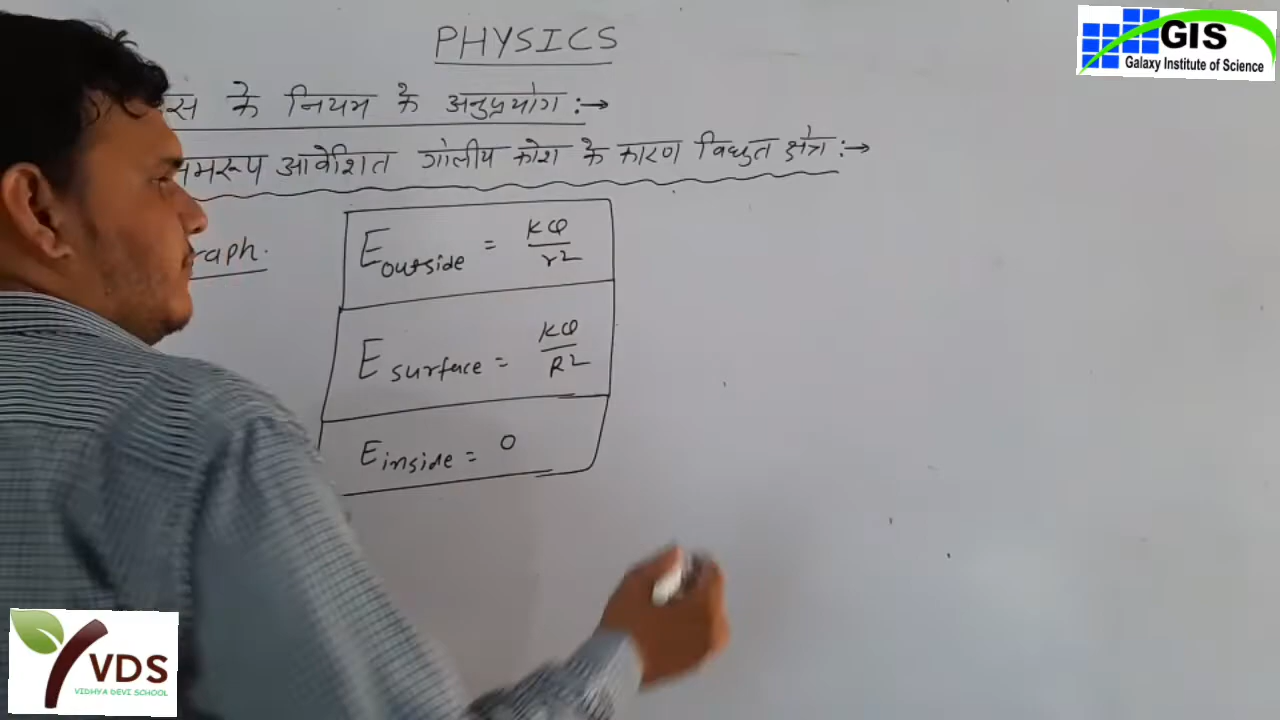 PHYSICS
के नियम के अनुप्रयोग :→
आवेशित गोलीय कोश के कारण विधुत क्षेत्र :→
E outside = KQ / r²
E surface = KQ / R²
E inside = 0
GIS
Galaxy Institute of Science
VDS
VIDHYA DEVI SCHOOL